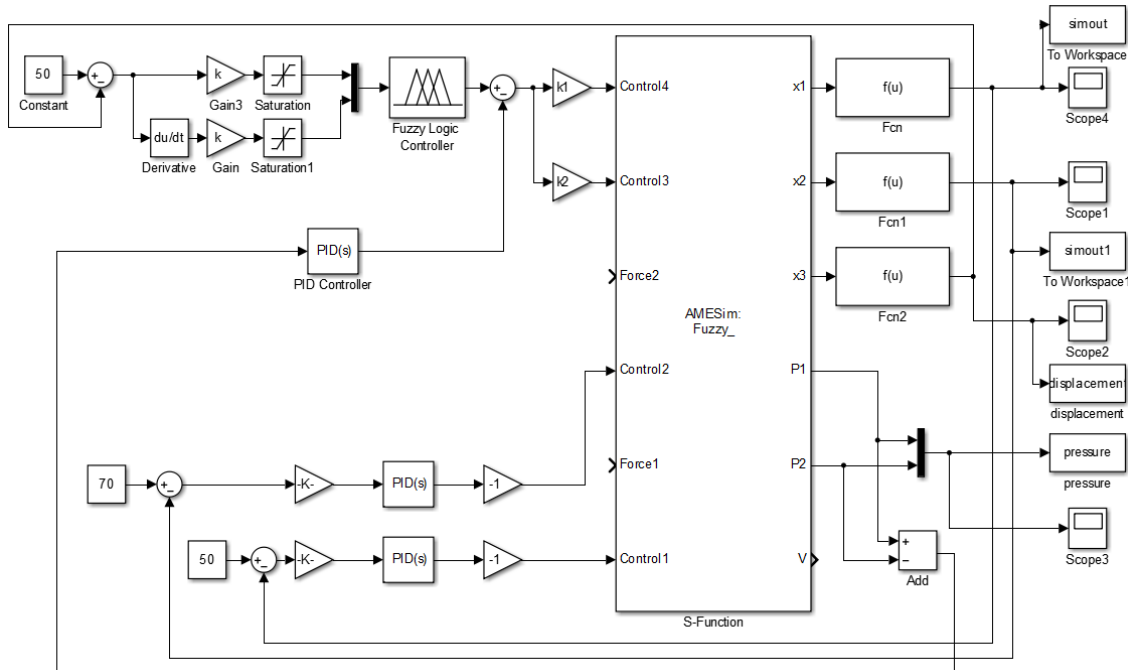 simout
To Workspace
50
Constant
+
−
k
Gain3
Saturation
Fuzzy Logic
Controller
+
−
k1
Control4
x1
f(u)
Fcn
Scope4
du/dt
Derivative
k
Gain
Saturation1
k2
Control3
x2
f(u)
Fcn1
Scope1
PID(s)
PID Controller
simout1
To Workspace1
Force2
x3
f(u)
Fcn2
AMESim:
Fuzzy_
Scope2
Control2
P1
displacement
displacement
70
+
−
-K-
PID(s)
-1
Force1
P2
pressure
pressure
50
+
−
-K-
PID(s)
-1
Control1
V
+
−
Add
Scope3
S-Function